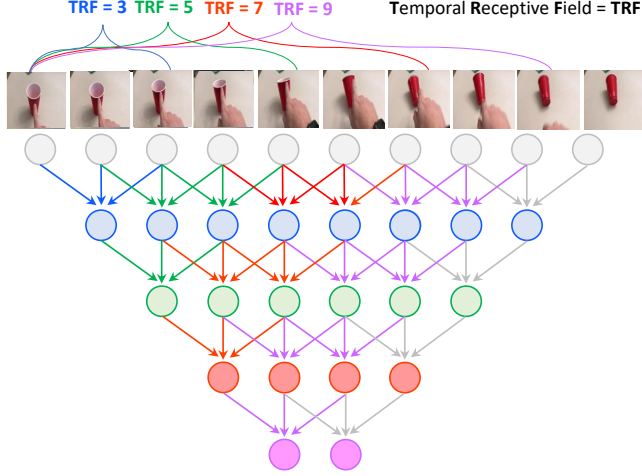 TRF = 3 TRF = 5 TRF = 7 TRF = 9 Temporal Receptive Field = TRF